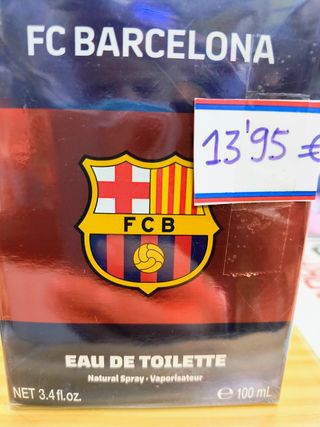 FC BARCELONA
13'95 €
FCB
EAU DE TOILETTE
Natural Spray · Vaporisateur
NET 3.4 fl.oz. ℮ 100 mL